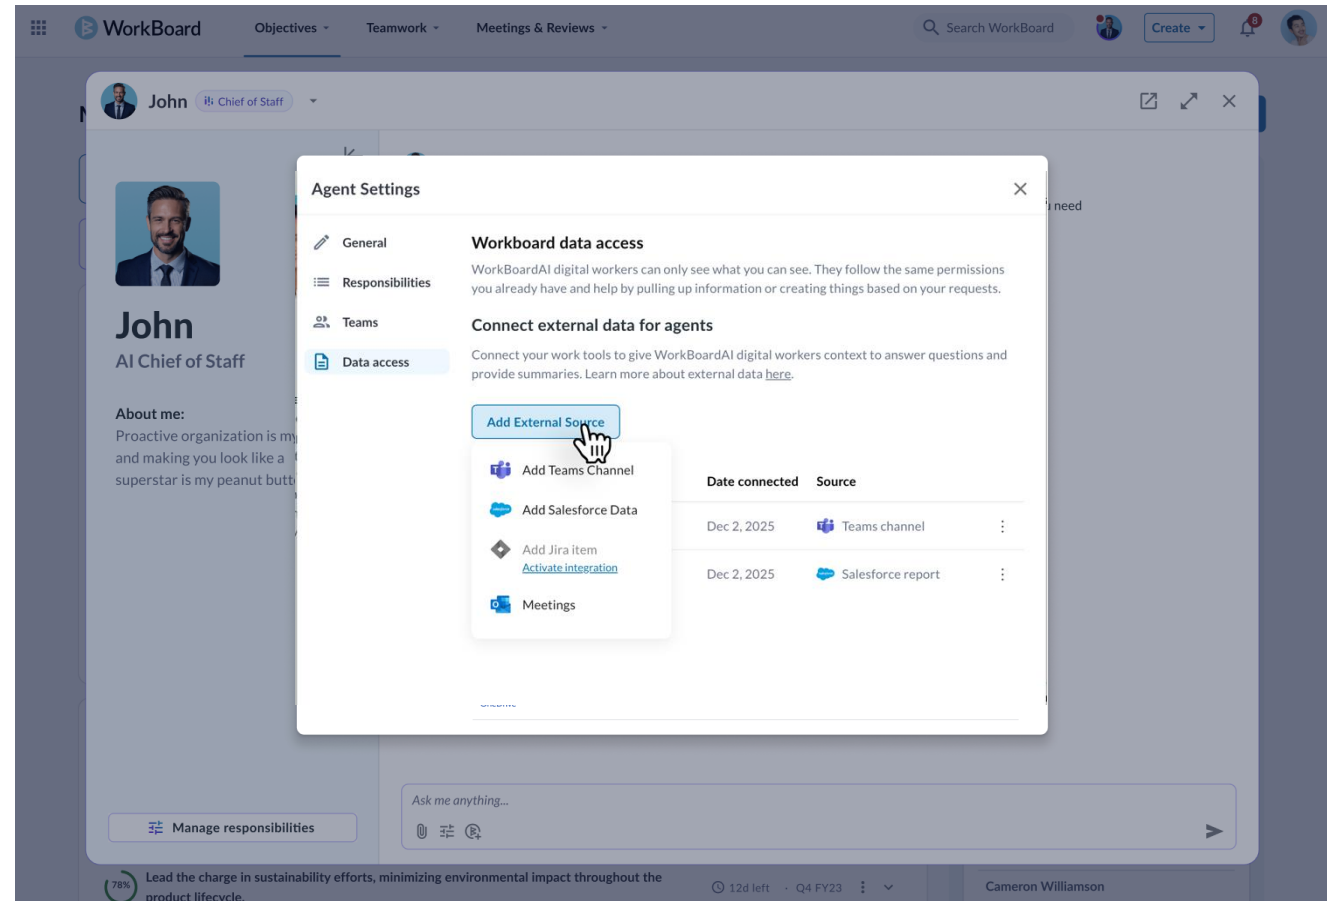 WorkBoard
Objectives
Teamwork
Meetings & Reviews
Search WorkBoard
Create
8
John
Chief of Staff
need
Agent Settings
General
Responsibilities
Teams
Data access
Workboard data access
WorkBoardAI digital workers can only see what you can see. They follow the same permissions
you already have and help by pulling up information or creating things based on your requests.
Connect external data for agents
Connect your work tools to give WorkBoardAI digital workers context to answer questions and
provide summaries. Learn more about external data here.
Add External Source
Add Teams Channel
Add Salesforce Data
Add Jira item
Activate integration
Meetings
Date connected Source
Dec 2, 2025 Teams channel
Dec 2, 2025 Salesforce report
John
AI Chief of Staff
About me:
Proactive organization is
and making you look like a
superstar is my peanut
Manage responsibilities
Ask me anything...
78%
Lead the charge in sustainability efforts, minimizing environmental impact throughout the
product lifecycle.
12d left · Q4 FY23
Cameron Williamson